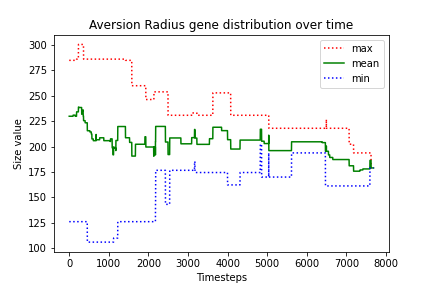 Aversion Radius gene distribution over time
max
mean
min
Size value
300
275
250
225
200
175
150
125
100
0 1000 2000 3000 4000 5000 6000 7000 8000
Timesteps